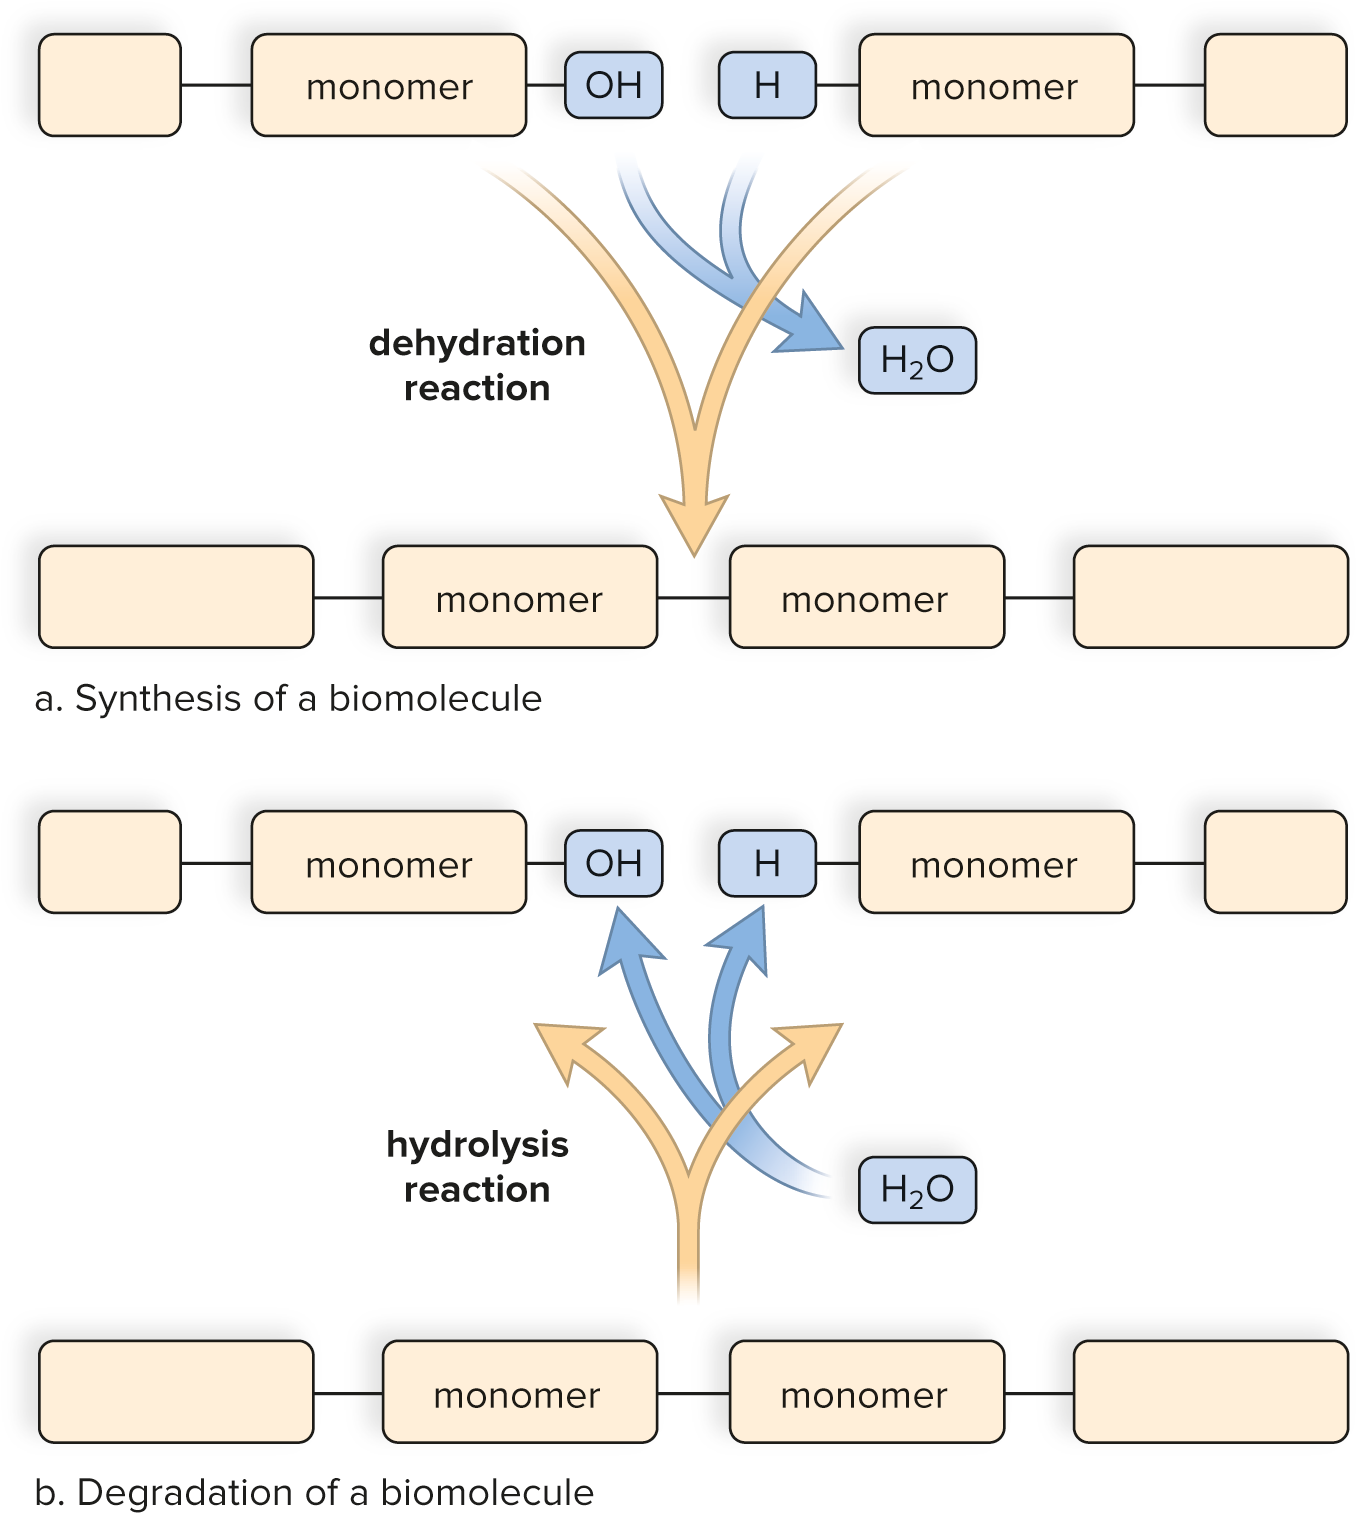 monomer OH H monomer
dehydration
reaction
H₂O
monomer monomer
a. Synthesis of a biomolecule
monomer OH H monomer
hydrolysis
reaction
H₂O
monomer monomer
b. Degradation of a biomolecule